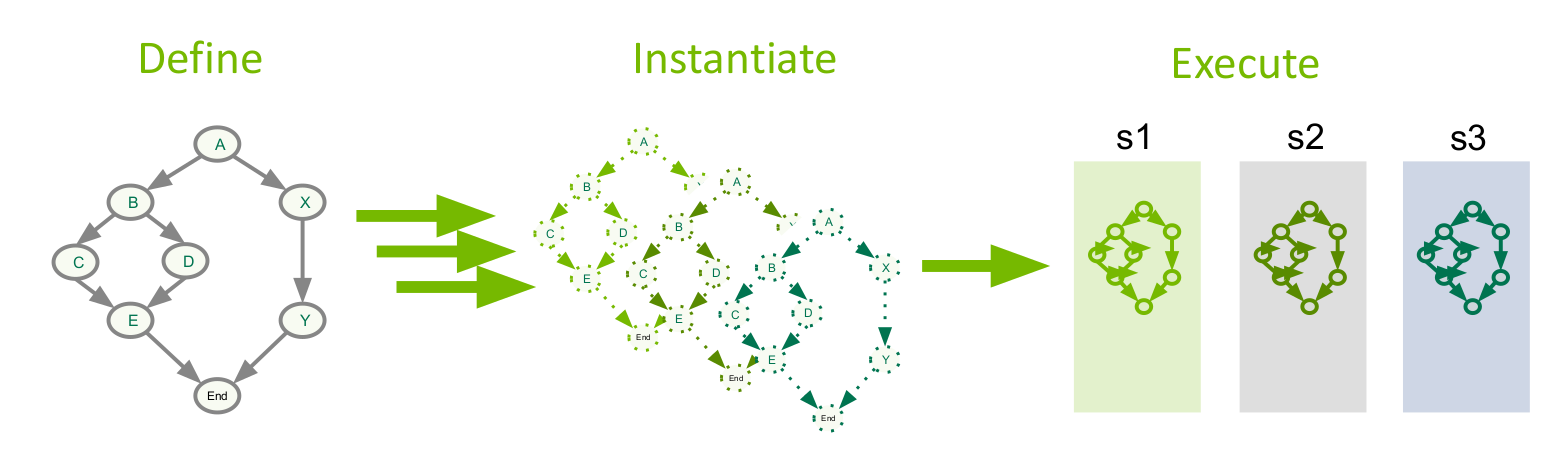 Define
Instantiate
Execute
A
B
X
C
D
E
Y
End
A
B
C
D
E
End
A
B
C
D
E
End
A
B
X
C
D
E
Y
End
s1
s2
s3